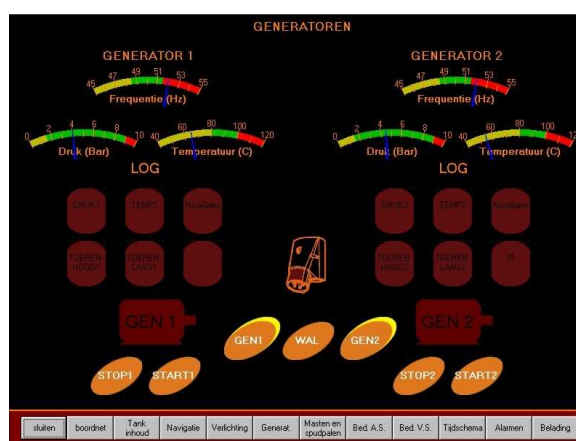 GENERATOREN
GENERATOR 1
GENERATOR 2
45 47 49 51 53 55
Frequentie (Hz)
45 47 49 51 53 55
Frequentie (Hz)
0 2 4 6 8 10
Druk (Bar)
40 60 80 100 120
Temperatuur (C)
0 2 4 6 8 10
Druk (Bar)
40 60 80 100 120
Temperatuur (C)
LOG
LOG
DRUK1 TEMP1 NivoAlarm
DRUK2 TEMP2 NivoAlarm
TOEREN HOOG1
TOEREN LAAG1
TOEREN HOOG2
TOEREN LAAG2
15
GEN 1
GEN 2
GEN1 WAL GEN2
STOP1 START1
STOP2 START2
sluiten boordnet Tank inhoud Navigatie Verlichting Generat. Masten en spudpalen Bed. A.S. Bed. V.S. Tijdschema Alarmen Belading